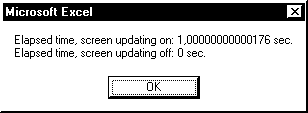 Microsoft Excel
Elapsed time, screen updating on: 1,00000000000176 sec.
Elapsed time, screen updating off: 0 sec.
OK